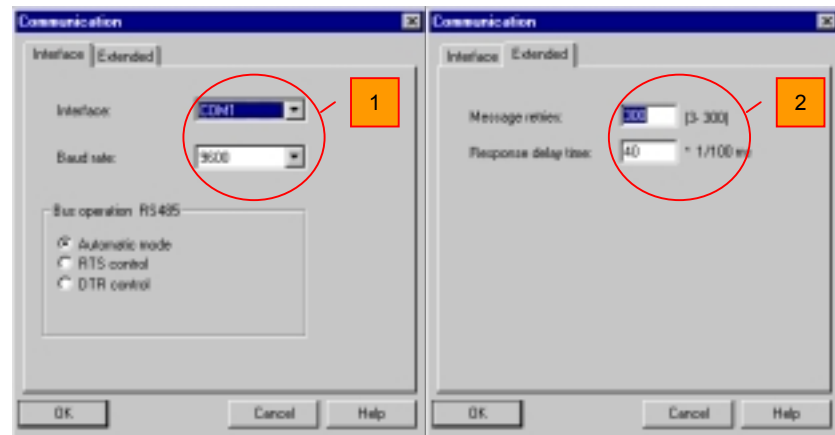 Communication
Interface Extended
Interface: COM1
Baud rate: 9600
1
Bus operation RS485
Automatic mode
RTS control
DTR control
OK Cancel Help
Communication
Interface Extended
Message retries: 300 [3- 300]
Response delay time: 40 * 1/100 ms
2
OK Cancel Help